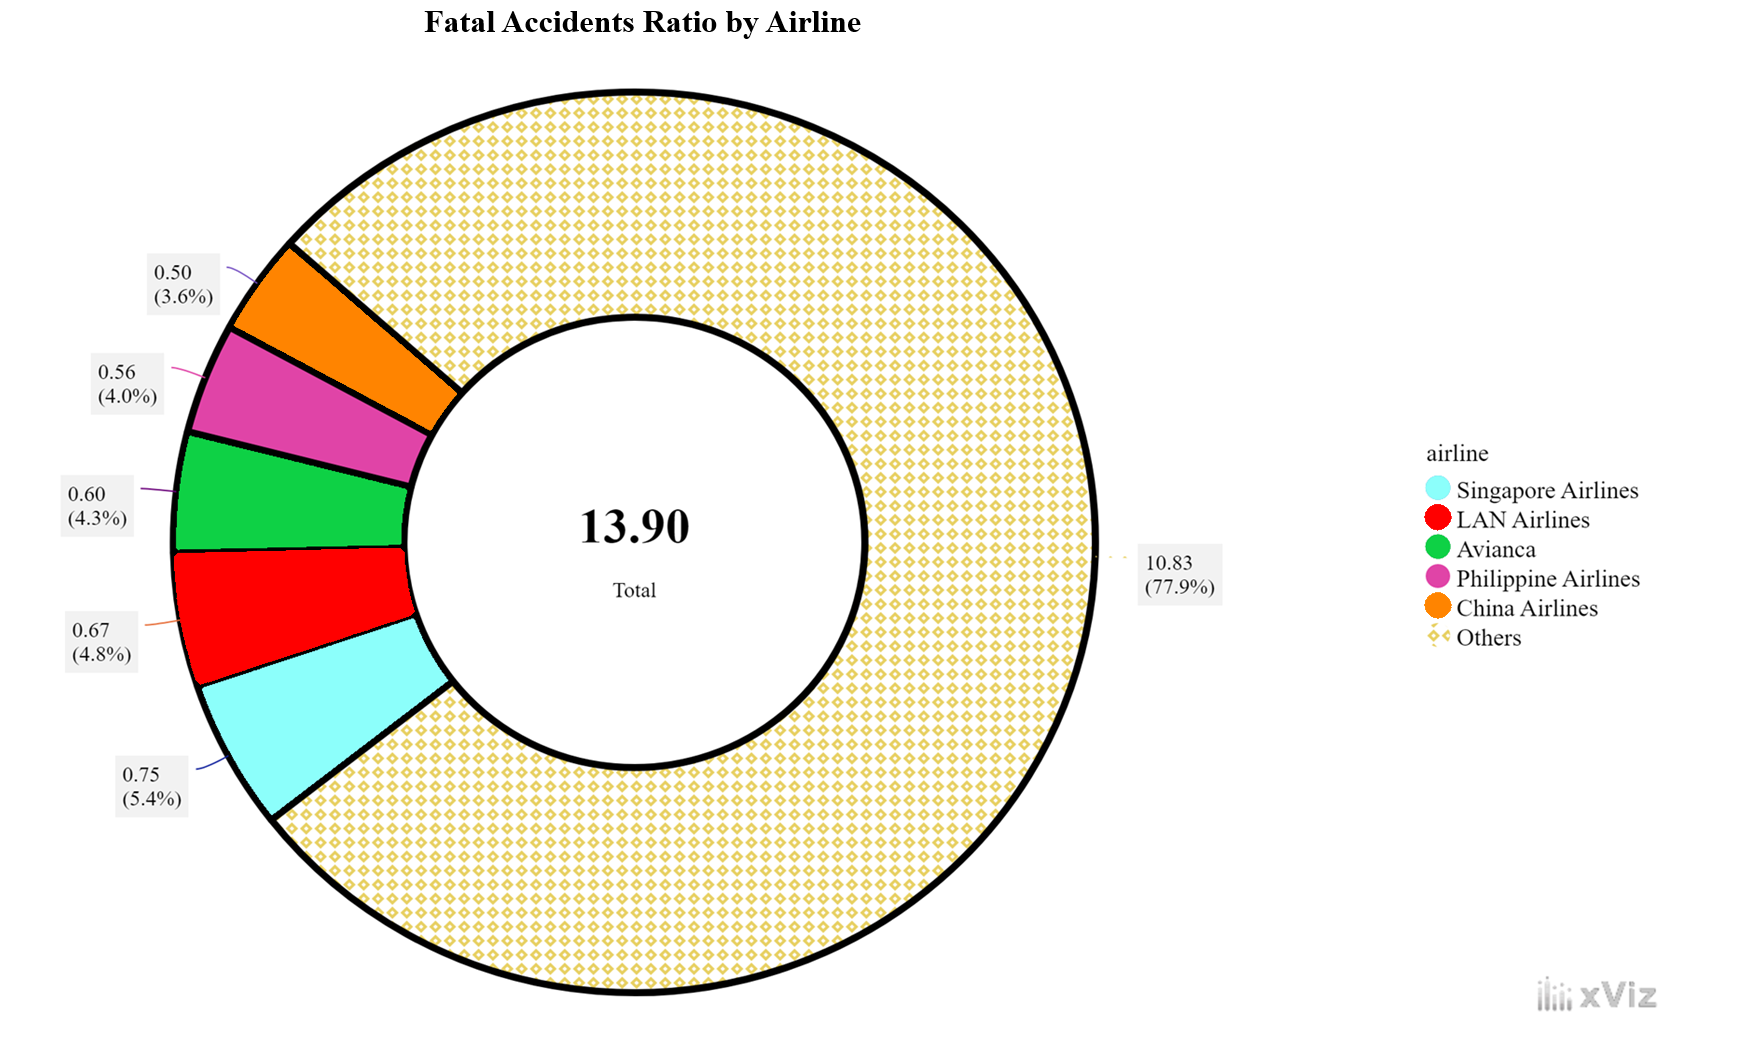 Fatal Accidents Ratio by Airline
0.50
(3.6%)
0.56
(4.0%)
0.60
(4.3%)
0.67
(4.8%)
0.75
(5.4%)
13.90
Total
10.83
(77.9%)
airline
Singapore Airlines
LAN Airlines
Avianca
Philippine Airlines
China Airlines
Others
xViz